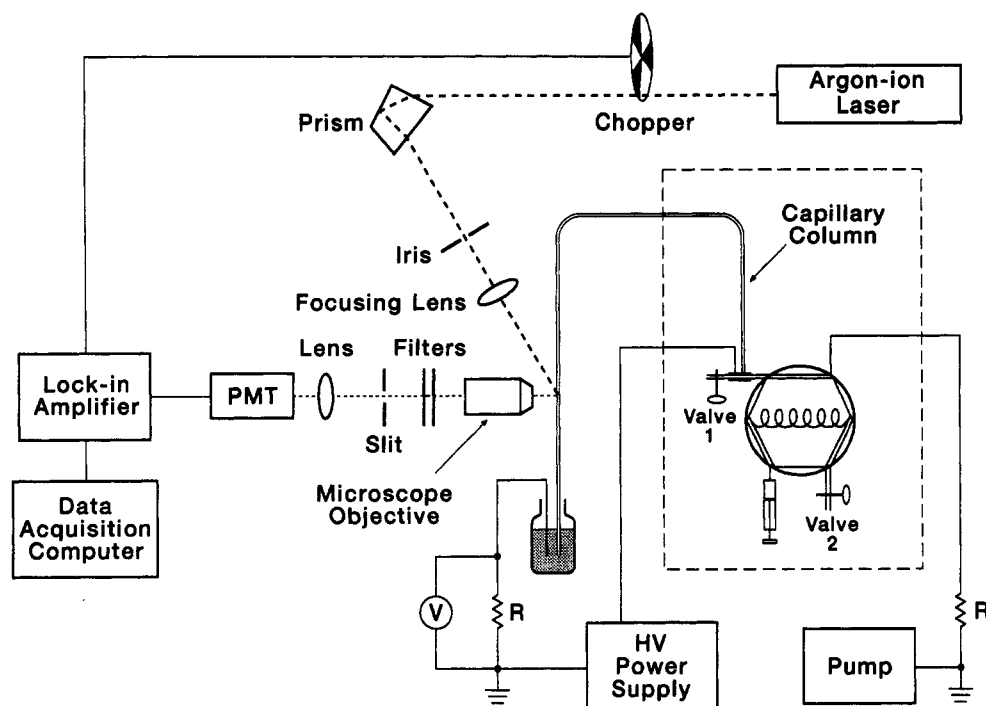 Argon-ion
Laser
Prism
Chopper
Capillary
Column
Iris
Focusing Lens
Lens
Filters
Lock-in
Amplifier
PMT
Slit
Valve
1
Microscope
Objective
Data
Acquisition
Computer
Valve
2
V
R
HV
Power
Supply
Pump
R